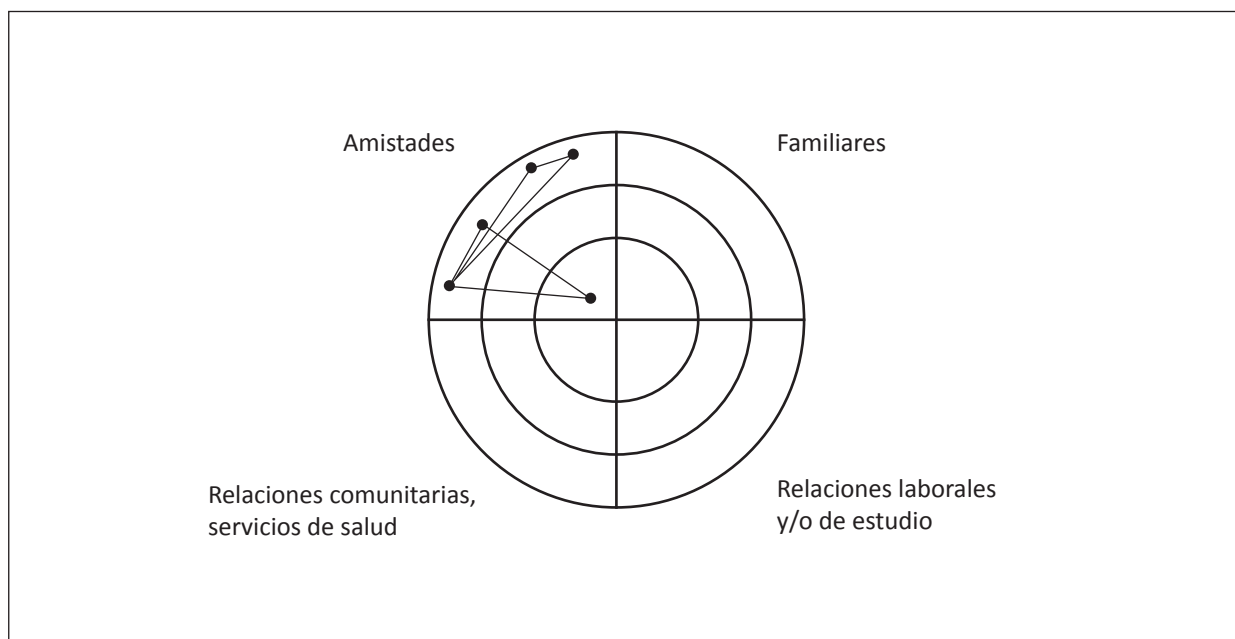 Amistades
Familiares
Relaciones comunitarias,
servicios de salud
Relaciones laborales
y/o de estudio